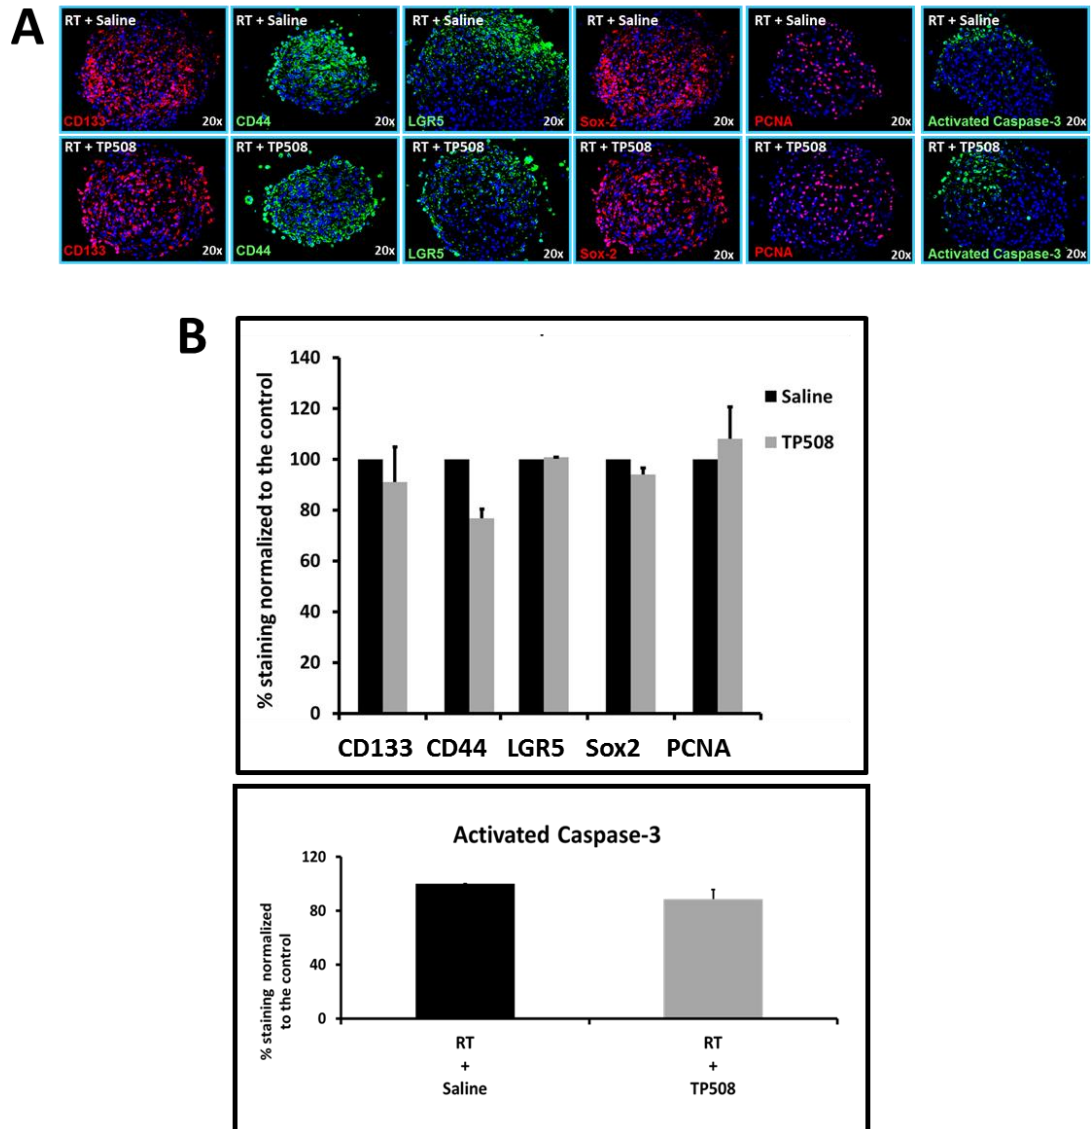 A
RT + Saline RT + Saline RT + Saline RT + Saline RT + Saline RT + Saline
CD133 20x CD44 20x LGR5 20x Sox-2 20x PCNA 20x Activated Caspase-3 20x
RT + TP508 RT + TP508 RT + TP508 RT + TP508 RT + TP508 RT + TP508
CD133 20x CD44 20x LGR5 20x Sox-2 20x PCNA 20x Activated Caspase-3 20x
B
% staining normalized to the control
140
120
100
80
60
40
20
0
Saline
TP508
CD133 CD44 LGR5 Sox2 PCNA
Activated Caspase-3
% staining normalized
to the control
120
80
40
0
RT RT
+ +
Saline TP508